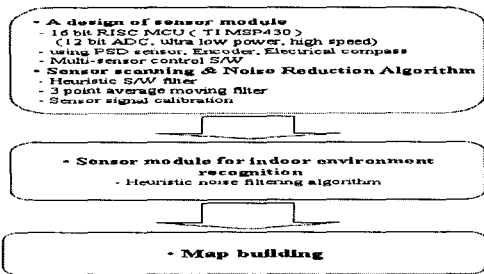 • A design of sensor module
- 16 bit RISC MCU ( TI MSP430 )
(12 bit ADC, ultra low power, high speed)
- using PSD sensor, Encoder, Electrical compass
- Multi-sensor control S/W
• Sensor scanning & Noise Reduction Algorithm
- Heuristic S/W filter
- 3 point average moving filter
- Sensor signal calibration
• Sensor module for indoor environment
recognition
- Heuristic noise filtering algorithm
• Map building